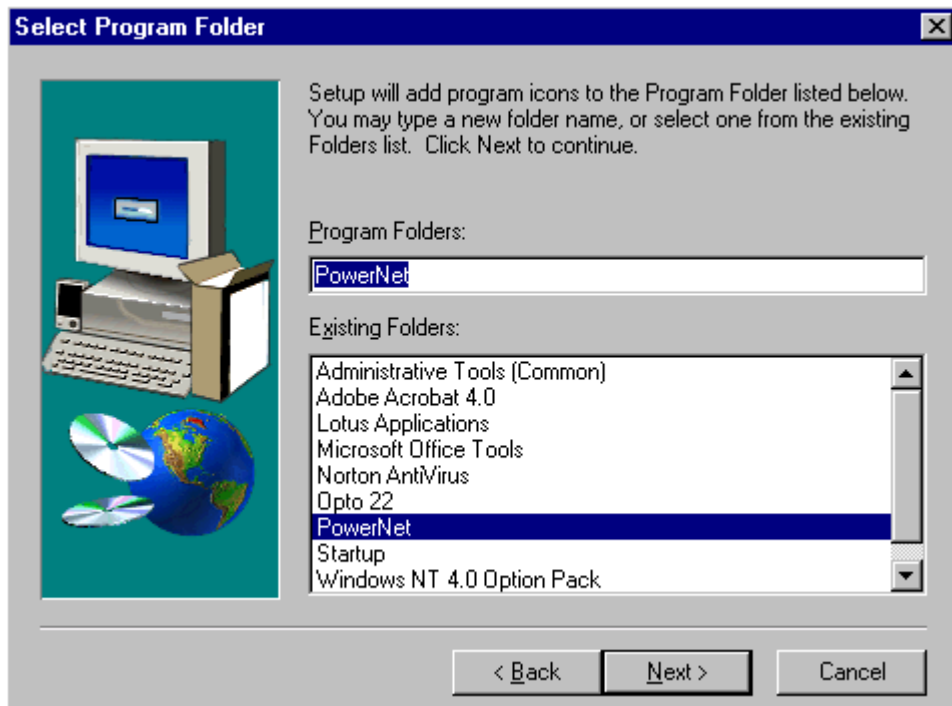 Select Program Folder
Setup will add program icons to the Program Folder listed below.
You may type a new folder name, or select one from the existing
Folders list.  Click Next to continue.
Program Folders:
PowerNet
Existing Folders:
Administrative Tools (Common)
Adobe Acrobat 4.0
Lotus Applications
Microsoft Office Tools
Norton AntiVirus
Opto 22
PowerNet
Startup
Windows NT 4.0 Option Pack
< Back Next > Cancel